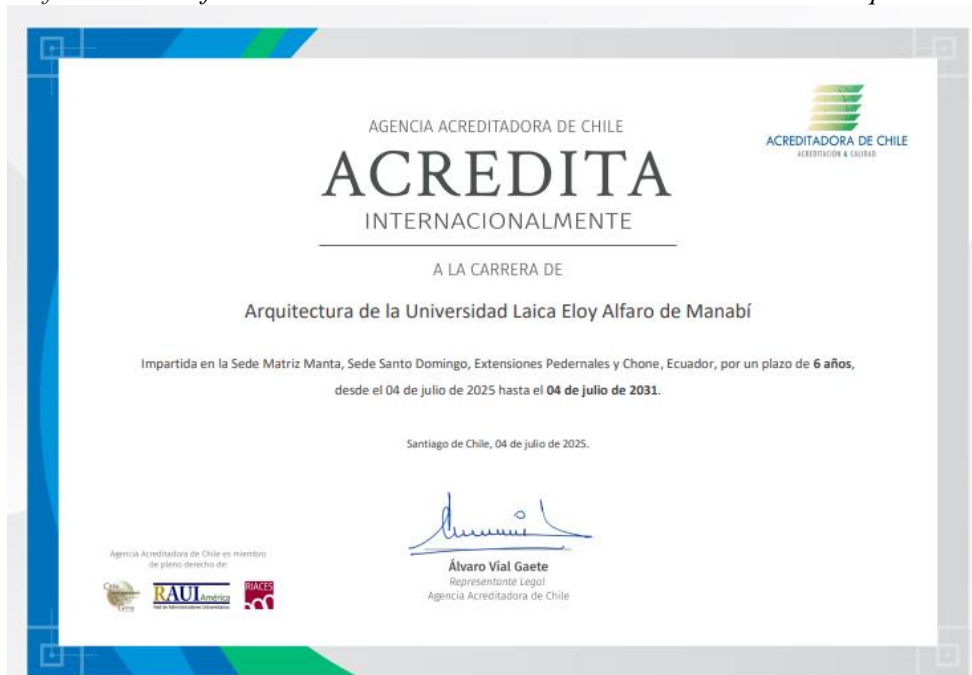 AGENCIA ACREDITADORA DE CHILE
ACREDITA
INTERNACIONALMENTE
A LA CARRERA DE
Arquitectura de la Universidad Laica Eloy Alfaro de Manabí
Impartida en la Sede Matriz Manta, Sede Santo Domingo, Extensiones Pedernales y Chone, Ecuador, por un plazo de 6 años,
desde el 04 de julio de 2025 hasta el 04 de julio de 2031.
Santiago de Chile, 04 de julio de 2025.
Álvaro Vial Gaete
Representante Legal
Agencia Acreditadora de Chile
ACREDITADORA DE CHILE
ACREDITACIÓN & CALIDAD
Agencia Acreditadora de Chile es miembro
de pleno derecho de:
RAUI América
Red de Administradores Universitarios
RIACES